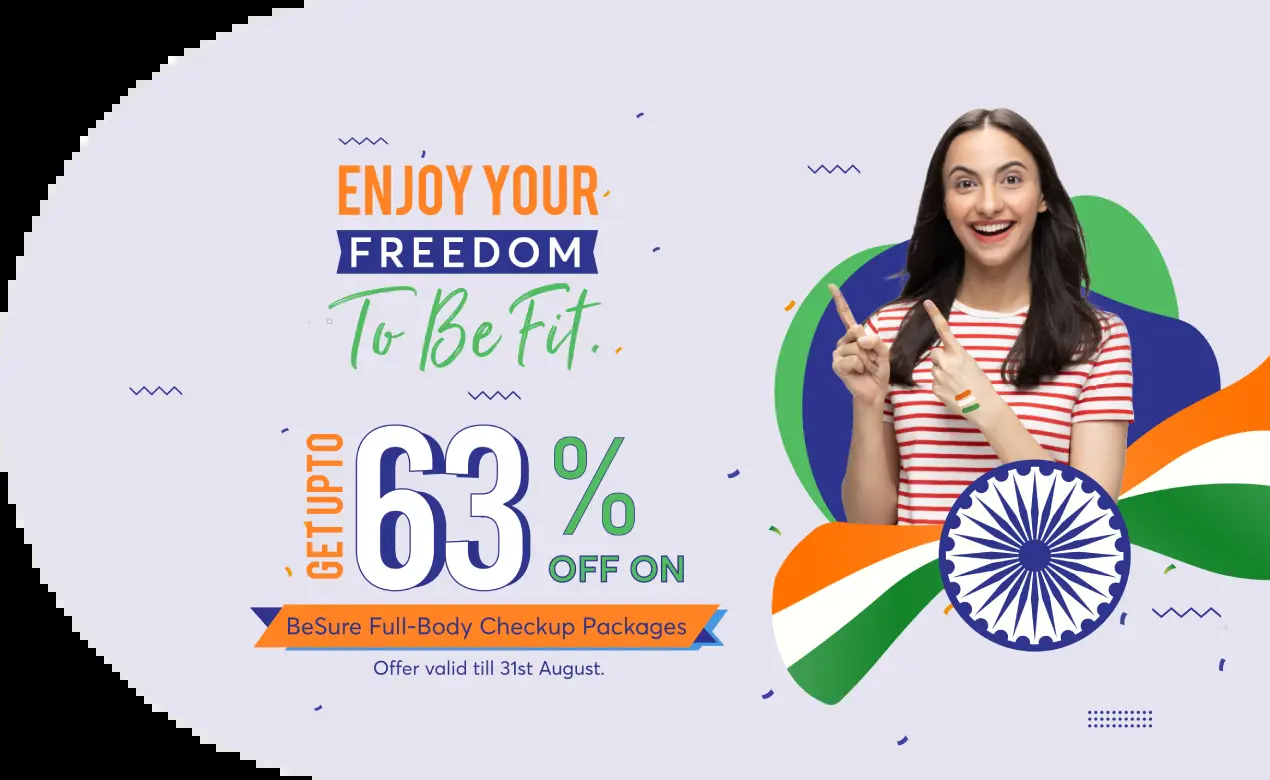 ENJOY YOUR
FREEDOM
To Be Fit.
GET UPTO
63%
OFF ON
BeSure Full-Body Checkup Packages
Offer valid till 31st August.